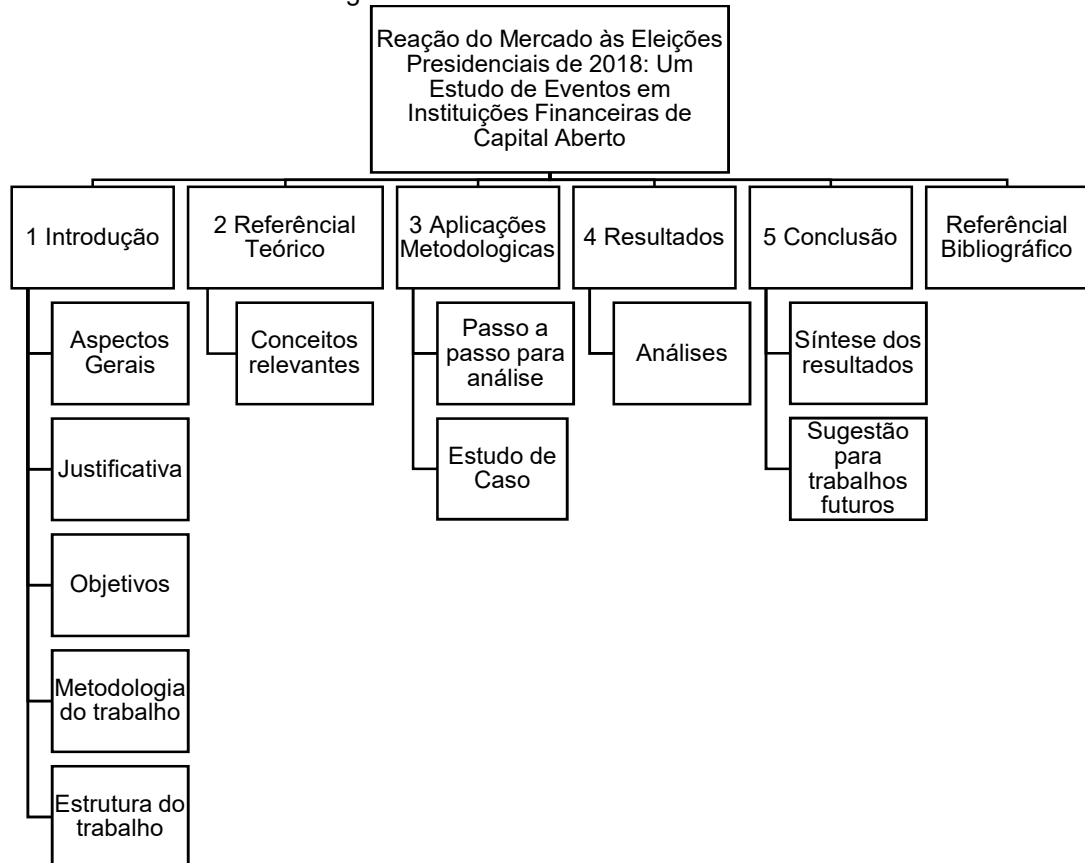 Reação do Mercado às Eleições
Presidenciais de 2018: Um
Estudo de Eventos em
Instituições Financeiras de
Capital Aberto
1 Introdução
Aspectos
Gerais
Justificativa
Objetivos
Metodologia
do trabalho
Estrutura do
trabalho
2 Referêncial
Teórico
Conceitos
relevantes
3 Aplicações
Metodologicas
Passo a
passo para
análise
Estudo de
Caso
4 Resultados
Análises
5 Conclusão
Síntese dos
resultados
Sugestão
para
trabalhos
futuros
Referêncial
Bibliográfico